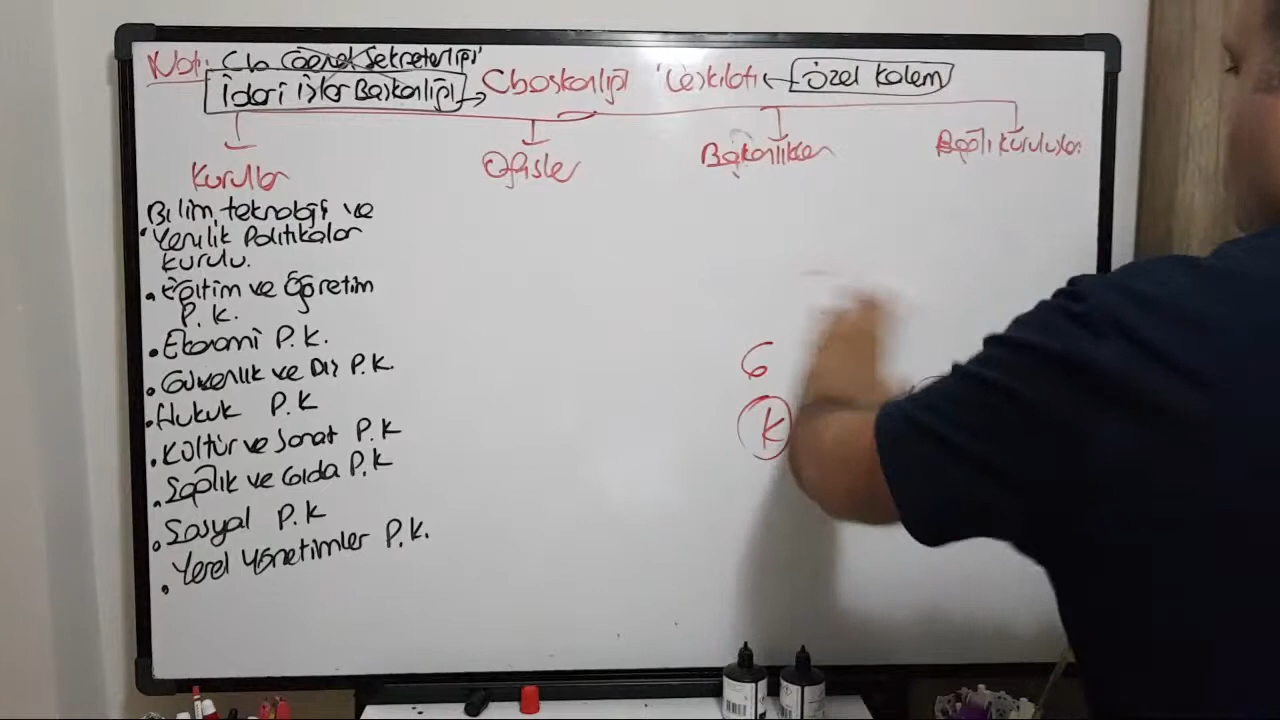 Not: Cb Genel Sekreterliği
İdari İşler Başkanlığı → Cbaşkanlığı Teşkilatı ← Özel Kalem
Kurullar Ofisler Bakanlıklar Bağlı kuruluşlar
Bilim, teknoloji ve
• Yenilik Politikaları
kurulu.
• Eğitim ve Öğretim
P. K.
• Ekonomi P. K.
• Güvenlik ve Dış P. K.
• Hukuk P. K
• Kültür ve Sanat P. K
• Sağlık ve Gıda P. K
• Sosyal P. K
• Yerel Yönetimler P. K.
6
K